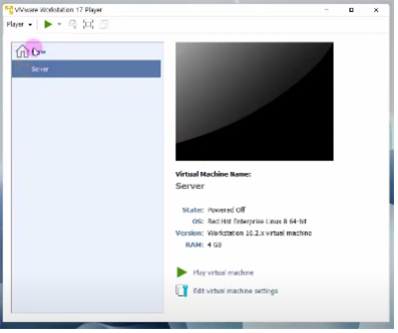 VMware Workstation 17 Player
Player
Server
Virtual Machine Name:
Server
State: Powered Off
OS: Red Hat Enterprise Linux 8 64-bit
Version: Workstation 16.2.x virtual machine
RAM: 4 GB
Play virtual machine
Edit virtual machine settings